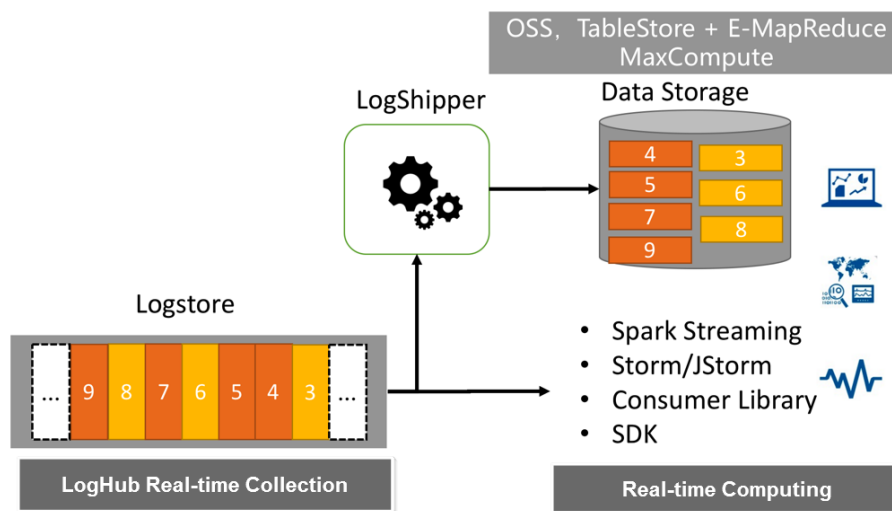 OSS,  TableStore + E-MapReduce
MaxCompute
LogShipper
Data Storage
4
3
5
6
7
8
9
Logstore
... 9 8 7 6 5 4 3 ...
• Spark Streaming
• Storm/JStorm
• Consumer Library
• SDK
LogHub Real-time Collection
Real-time Computing